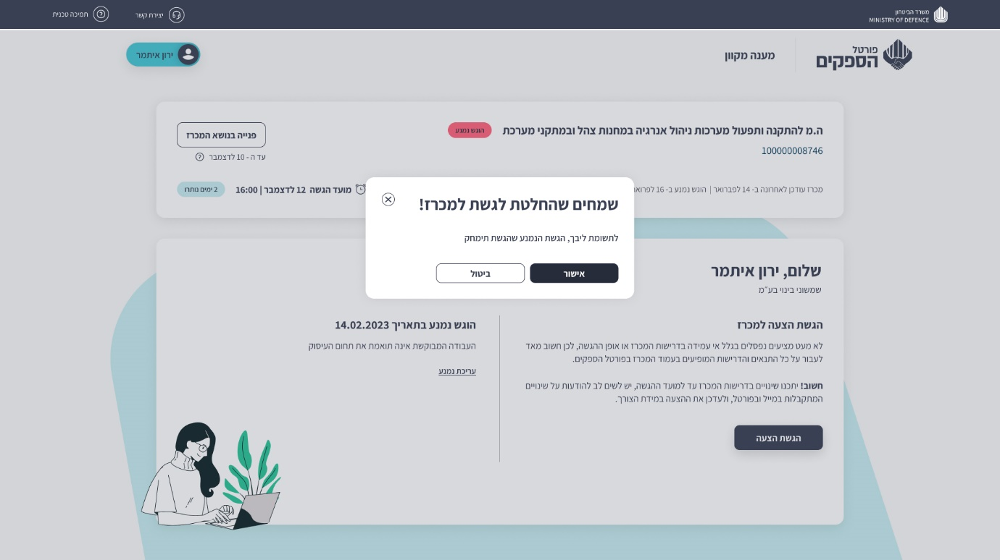 משרד הביטחון
MINISTRY OF DEFENCE
יצירת קשר
תמיכה טכנית
פורטל
הספקים
מענה מקוון
ירון איתמר
ה.מ להתקנה ותפעול מערכות ניהול אנרגיה במחנות צהל ובמתקני מערכת
הוגש נמנע
פנייה בנושא המכרז
100000008746
עד ה - 10 לדצמבר
מכרז עודכן לאחרונה ב- 14 לפברואר | הוגש נמנע ב- 16
מועד הגשה 12 לדצמבר | 16:00
2 ימים נותרו
שמחים שהחלטת לגשת למכרז!
לתשומת ליבך, הגשת הנמנע שהגשת תימחק
אישור
ביטול
שלום, ירון איתמר
שמשוני בינוי בע״מ
הגשת הצעה למכרז
לא מעט מציעים נפסלים בגלל אי עמידה בדרישות המכרז או אופן ההגשה, לכן חשוב מאד
לעבור על כל התנאים והדרישות המופיעים בעמוד המכרז בפורטל הספקים.
חשוב! יתכנו שינויים בדרישות המכרז עד למועד ההגשה, יש לשים לב להודעות על שינויים
המתקבלות במייל ובפורטל, ולעדכן את ההצעה במידת הצורך.
הגשת הצעה
הוגש נמנע בתאריך 14.02.2023
העבודה המבוקשת אינה תואמת את תחום העיסוק
עריכת נמנע